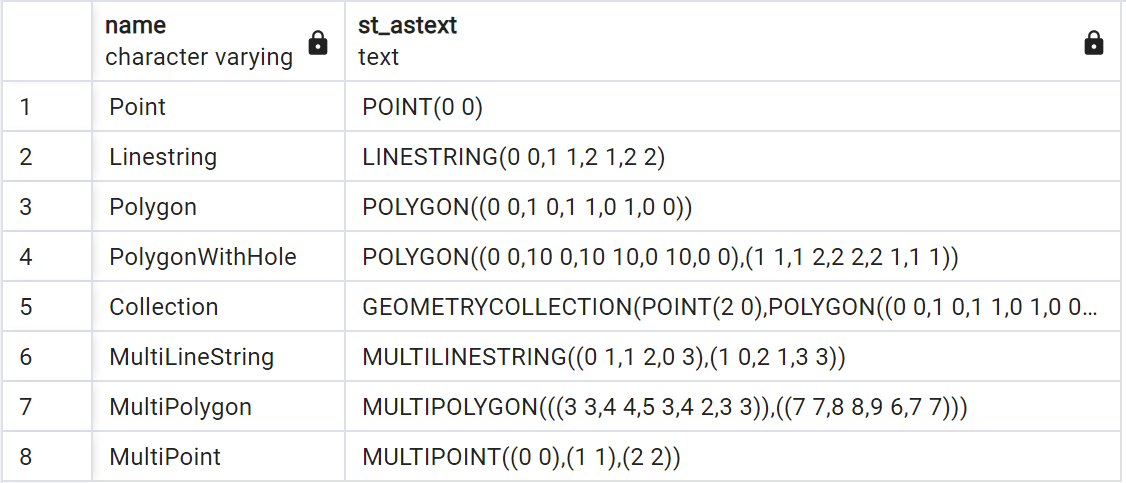 name st_astext
character varying text
1 Point POINT(0 0)
2 Linestring LINESTRING(0 0,1 1,2 1,2 2)
3 Polygon POLYGON((0 0,1 0,1 1,0 1,0 0))
4 PolygonWithHole POLYGON((0 0,10 0,10 10,0 10,0 0),(1 1,1 2,2 2,2 1,1 1))
5 Collection GEOMETRYCOLLECTION(POINT(2 0),POLYGON((0 0,1 0,1 1,0 1,0 0...
6 MultiLineString MULTILINESTRING((0 1,1 2,0 3),(1 0,2 1,3 3))
7 MultiPolygon MULTIPOLYGON(((3 3,4 4,5 3,4 2,3 3)),((7 7,8 8,9 6,7 7)))
8 MultiPoint MULTIPOINT((0 0),(1 1),(2 2))